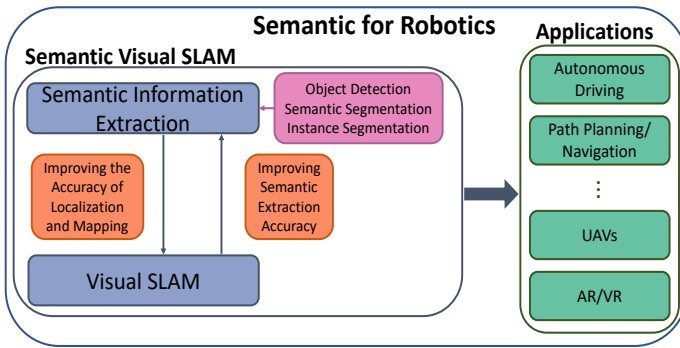 Semantic for Robotics
Semantic Visual SLAM
Semantic Information
Extraction
Object Detection
Semantic Segmentation
Instance Segmentation
Improving the
Accuracy of
Localization
and Mapping
Improving
Semantic
Extraction
Accuracy
Visual SLAM
Applications
Autonomous
Driving
Path Planning/
Navigation
...
UAVs
AR/VR